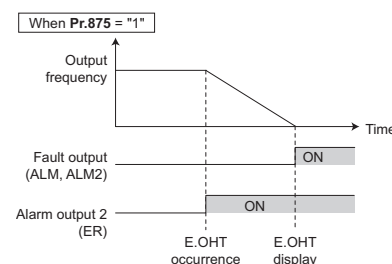 When Pr.875 = "1"
Output
frequency
Time
Fault output
(ALM, ALM2)
ON
Alarm output 2
(ER)
ON
E.OHT
occurrence
E.OHT
display